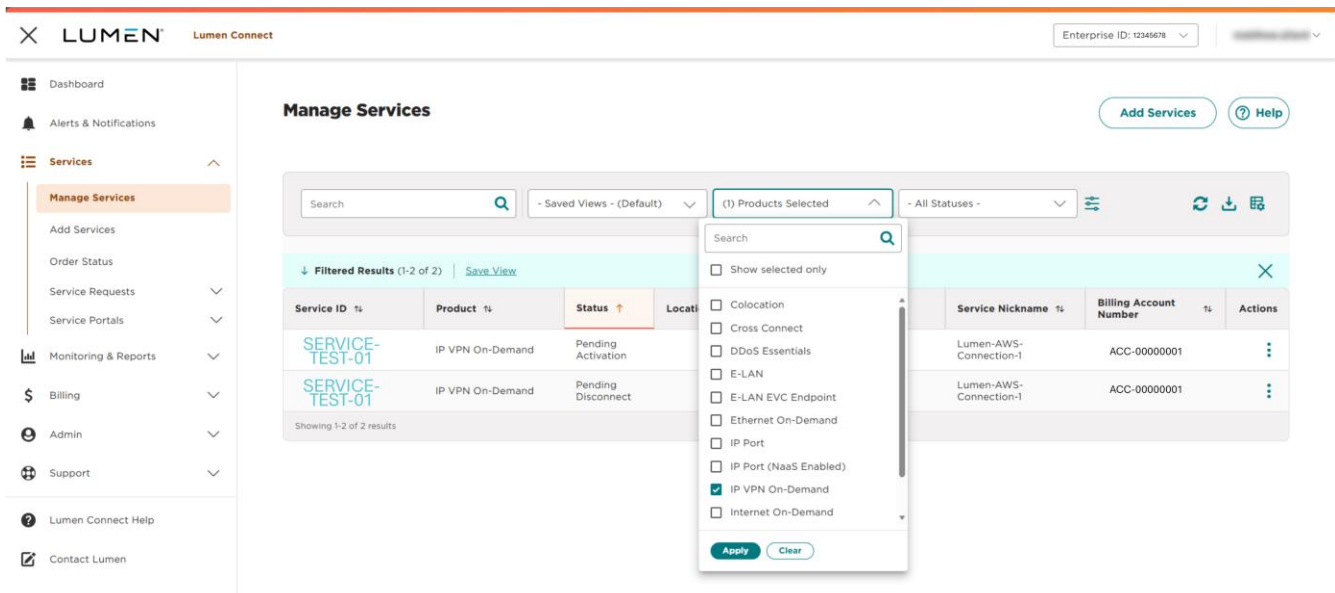 LUMEN® Lumen Connect Enterprise ID: 12345678
Dashboard
Alerts & Notifications
Services
Manage Services
Add Services
Order Status
Service Requests
Service Portals
Monitoring & Reports
$ Billing
Admin
Support
Lumen Connect Help
Contact Lumen
Manage Services
Add Services
Help
Search
- Saved Views - (Default)
(1) Products Selected
- All Statuses -
Search
Show selected only
Colocation
Cross Connect
DDoS Essentials
E-LAN
E-LAN EVC Endpoint
Ethernet On-Demand
IP Port
IP Port (NaaS Enabled)
IP VPN On-Demand
Internet On-Demand
Apply Clear
↓ Filtered Results (1-2 of 2) | Save View
Service ID Product Status Locati Service Nickname Billing Account Number Actions
SERVICE-
TEST-01
IP VPN On-Demand
Pending
Activation
Lumen-AWS-
Connection-1
ACC-00000001
SERVICE-
TEST-01
IP VPN On-Demand
Pending
Disconnect
Lumen-AWS-
Connection-1
ACC-00000001
Showing 1-2 of 2 results